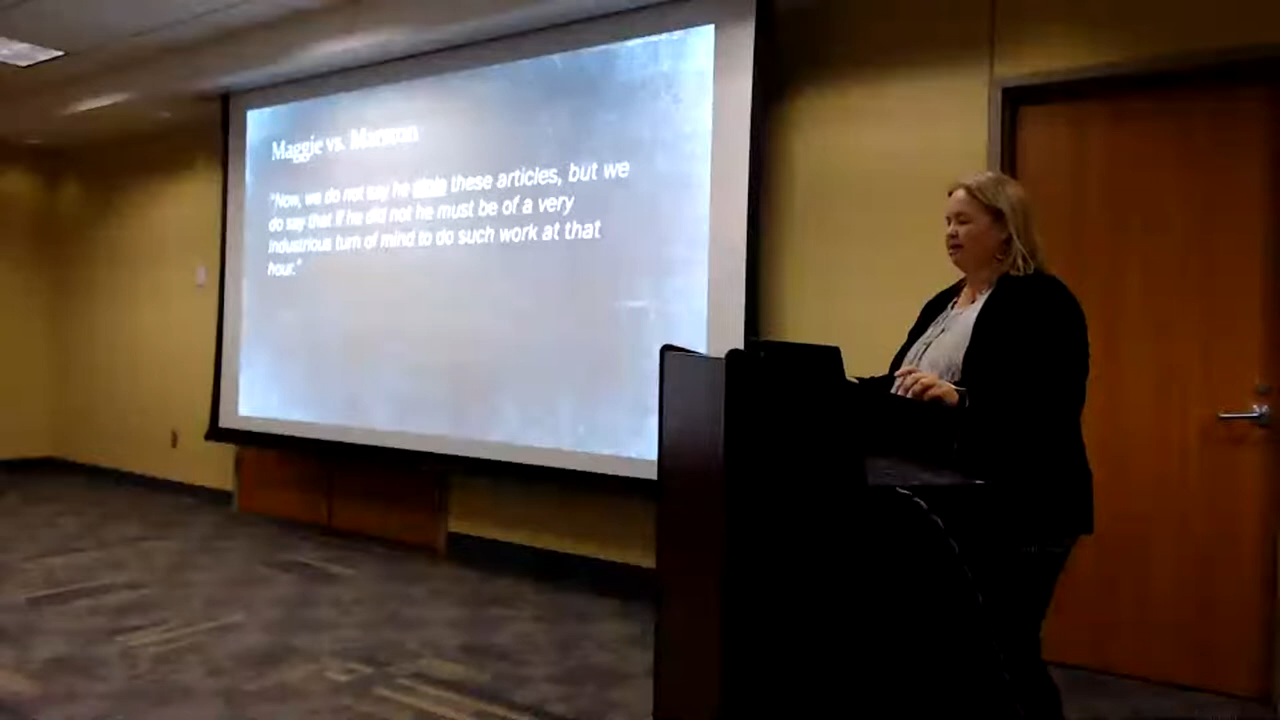 Maggie vs. Marston
"Now, we do not say he stole these articles, but we
do say that if he did not he must be of a very
industrious turn of mind to do such work at that
hour."